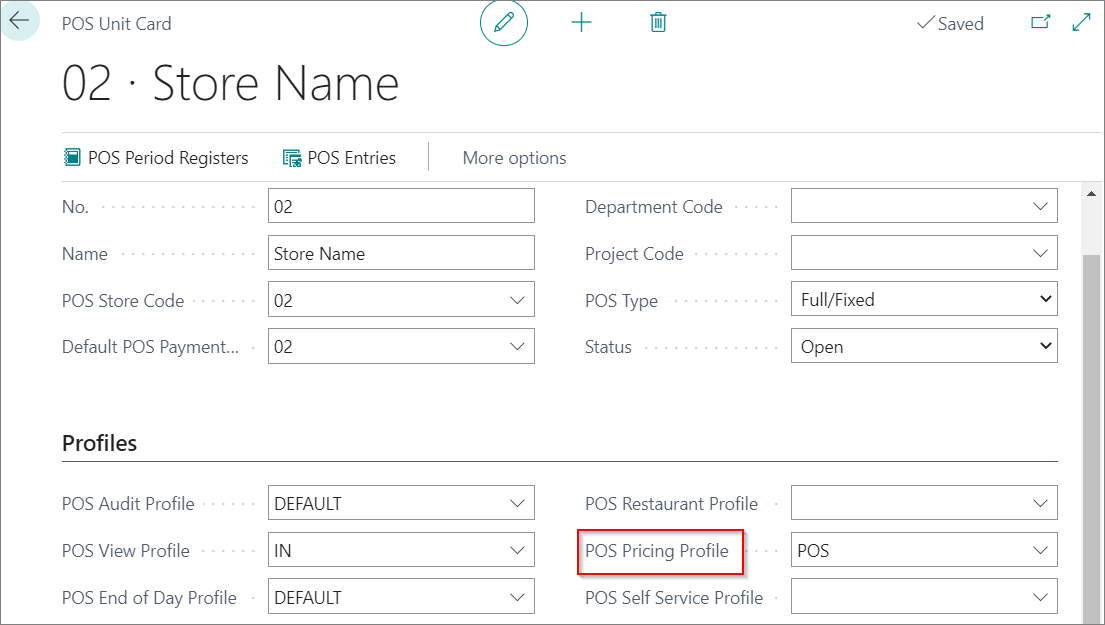 POS Unit Card
Saved
02 · Store Name
POS Period Registers
POS Entries
More options
No.
02
Department Code
Name
Store Name
Project Code
POS Store Code
02
POS Type
Full/Fixed
Default POS Payment...
02
Status
Open
Profiles
POS Audit Profile
DEFAULT
POS Restaurant Profile
POS View Profile
IN
POS Pricing Profile
POS
POS End of Day Profile
DEFAULT
POS Self Service Profile